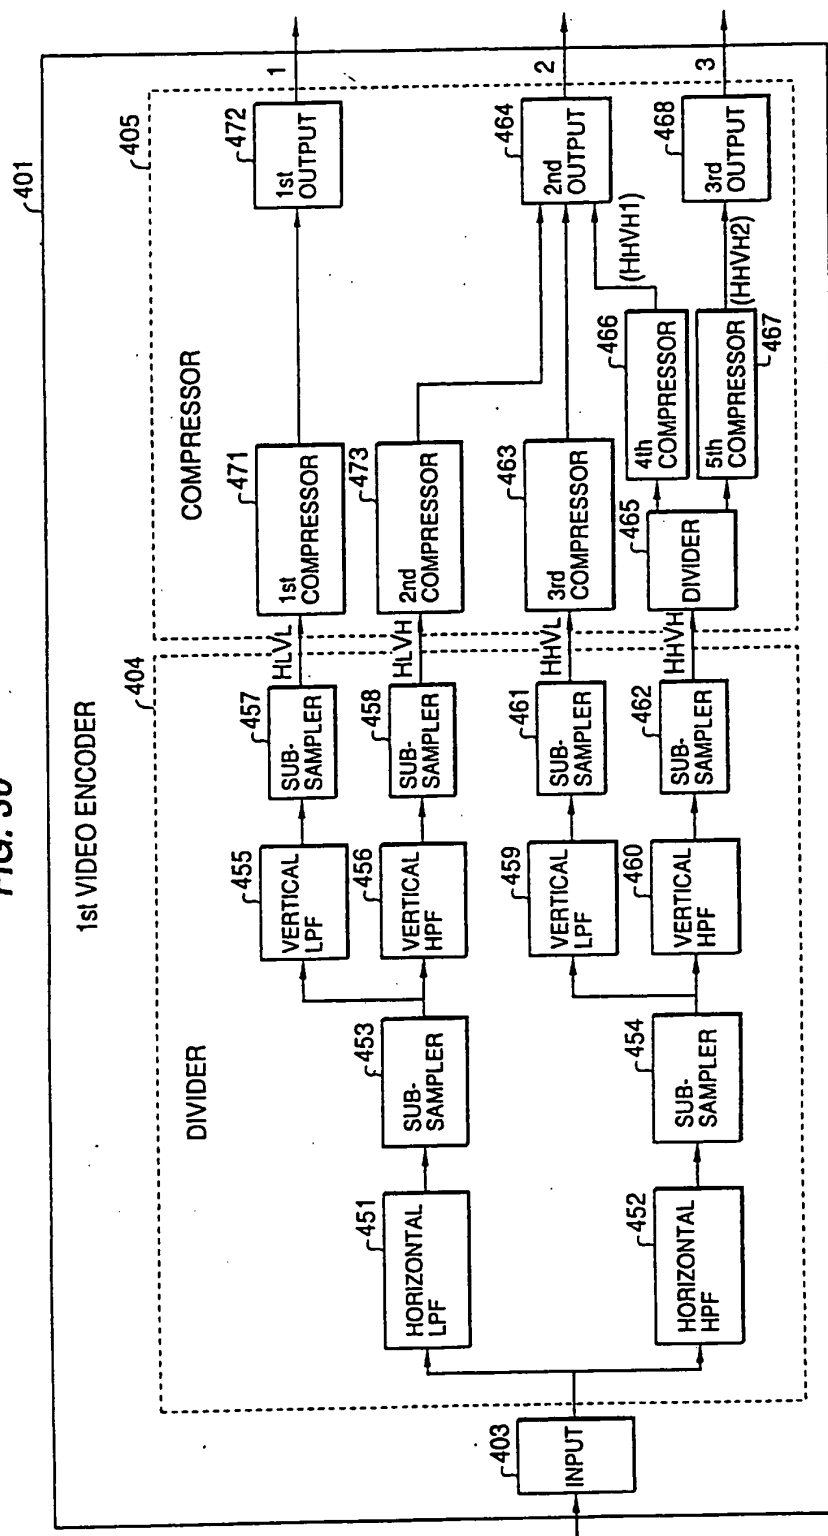 FIG. 30
401
1st VIDEO ENCODER
404
DIVIDER
405
COMPRESSOR
403
INPUT
451
HORIZONTAL
LPF
452
HORIZONTAL
HPF
453
SUB-
SAMPLER
454
SUB-
SAMPLER
455
VERTICAL
LPF
456
VERTICAL
HPF
459
VERTICAL
LPF
460
VERTICAL
HPF
457
SUB-
SAMPLER
458
SUB-
SAMPLER
461
SUB-
SAMPLER
462
SUB-
SAMPLER
HLVL
HLVH
HHVL
HHVH
471
1st
COMPRESSOR
473
2nd
COMPRESSOR
463
3rd
COMPRESSOR
465
DIVIDER
466
4th
COMPRESSOR
467
5th
COMPRESSOR
(HHVH1)
(HHVH2)
472
1st
OUTPUT
464
2nd
OUTPUT
468
3rd
OUTPUT
1
2
3